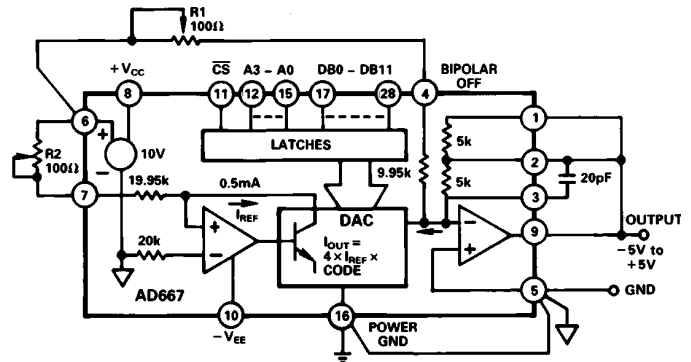 R1
100Ω
+VCC
CS A3 – A0 DB0 – DB11 BIPOLAR
OFF
8 11 12 15 17 28 4
6 + 1
5k
R2
100Ω
10V
–
LATCHES
2
20pF
7 19.95k 0.5mA 9.95k 5k
3
IREF
DAC
+
–
IOUT =
4 × IREF ×
CODE
–
+
9 OUTPUT
–5V to
+5V
20k
5 GND
AD667
10 16 POWER
GND
–VEE